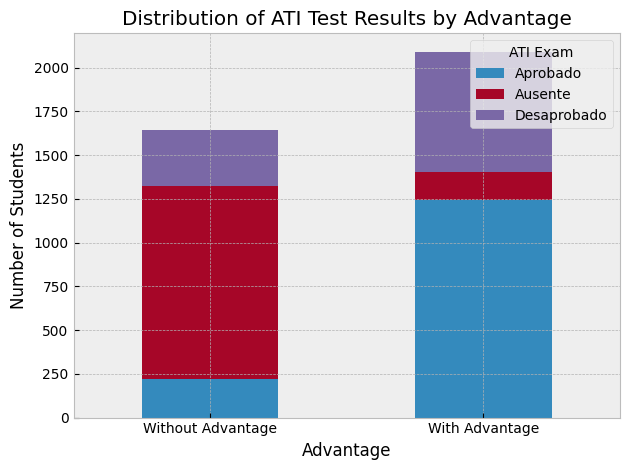 Distribution of ATI Test Results by Advantage
ATI Exam
Aprobado
Ausente
Desaprobado
Number of Students
2000
1750
1500
1250
1000
750
500
250
0
Without Advantage
With Advantage
Advantage